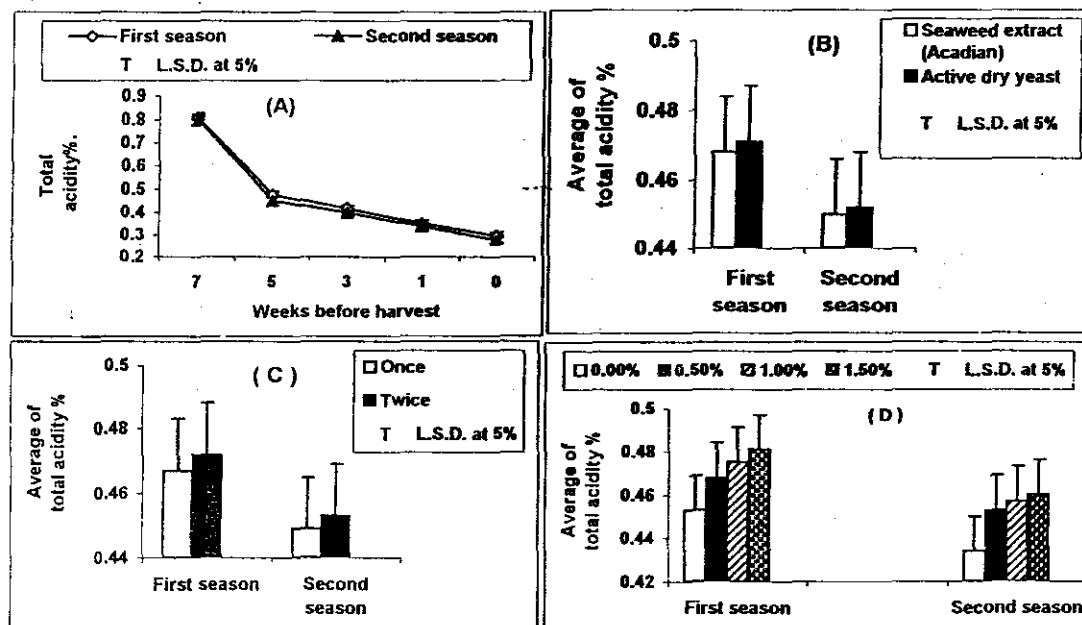 First season
Second season
T L.S.D. at 5%
(A)
Total
acidity%.
0.9
0.8
0.7
0.6
0.5
0.4
0.3
0.2
7 5 3 1 0
Weeks before harvest
(B)
Seaweed extract
(Acadian)
Active dry yeast
T L.S.D. at 5%
Average of
total acidity %
0.5
0.48
0.46
0.44
First
season
Second
season
( C )
Once
Twice
T L.S.D. at 5%
Average of
total acidity %
0.5
0.48
0.46
0.44
First season
Second
season
0.00% 0.50% 1.00% 1.50% T L.S.D. at 5%
(D)
Average of
total acidity %
0.5
0.48
0.46
0.44
0.42
First season
Second season